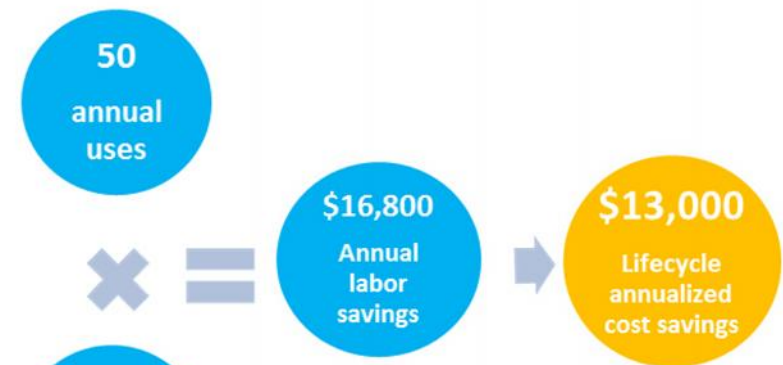 50
annual
uses
$16,800
Annual
labor
savings
$13,000
Lifecycle
annualized
cost savings